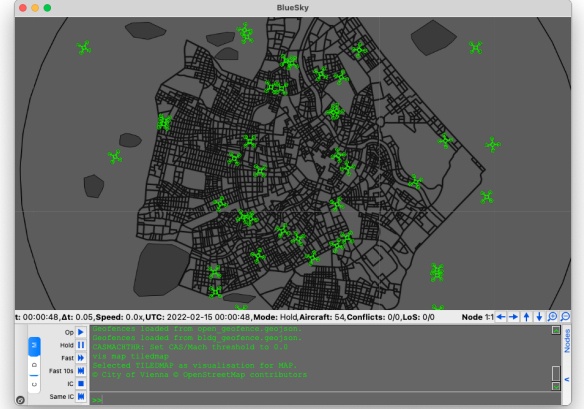 BlueSky
t: 00:00:48, Δt: 0.05, Speed: 0.0x, UTC: 2022-02-15 00:00:48, Mode: Hold, Aircraft: 54, Conflicts: 0/0, LoS: 0/0 Node 1:1
Op
Hold
Fast
Fast 10s
IC
Same IC
C
D
M
Geofences loaded from open_geofence.geojson.
Geofences loaded from bldg_geofence.geojson.
CASMACHTHR: Set CAS/Mach threshold to 0.0
vis map tiledmap
Selected TILEDMAP as visualisation for MAP.
© City of Vienna & OpenStreetMap contributors
>>
Nodes